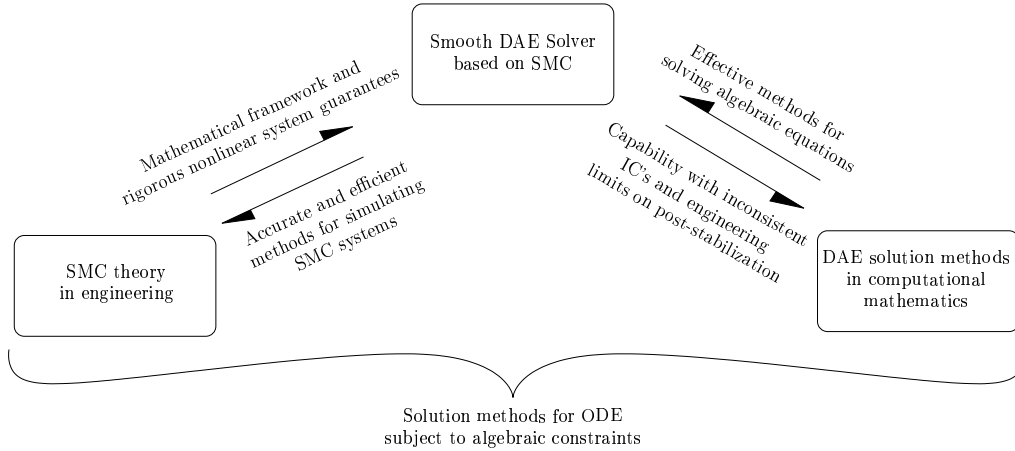 Smooth DAE Solver
based on SMC
Mathematical framework and
rigorous nonlinear system guarantees
Accurate and efficient
methods for simulating
SMC systems
Effective methods for
solving algebraic equations
Capability with inconsistent
IC's and engineering
limits on post-stabilization
SMC theory
in engineering
DAE solution methods
in computational
mathematics
Solution methods for ODE
subject to algebraic constraints